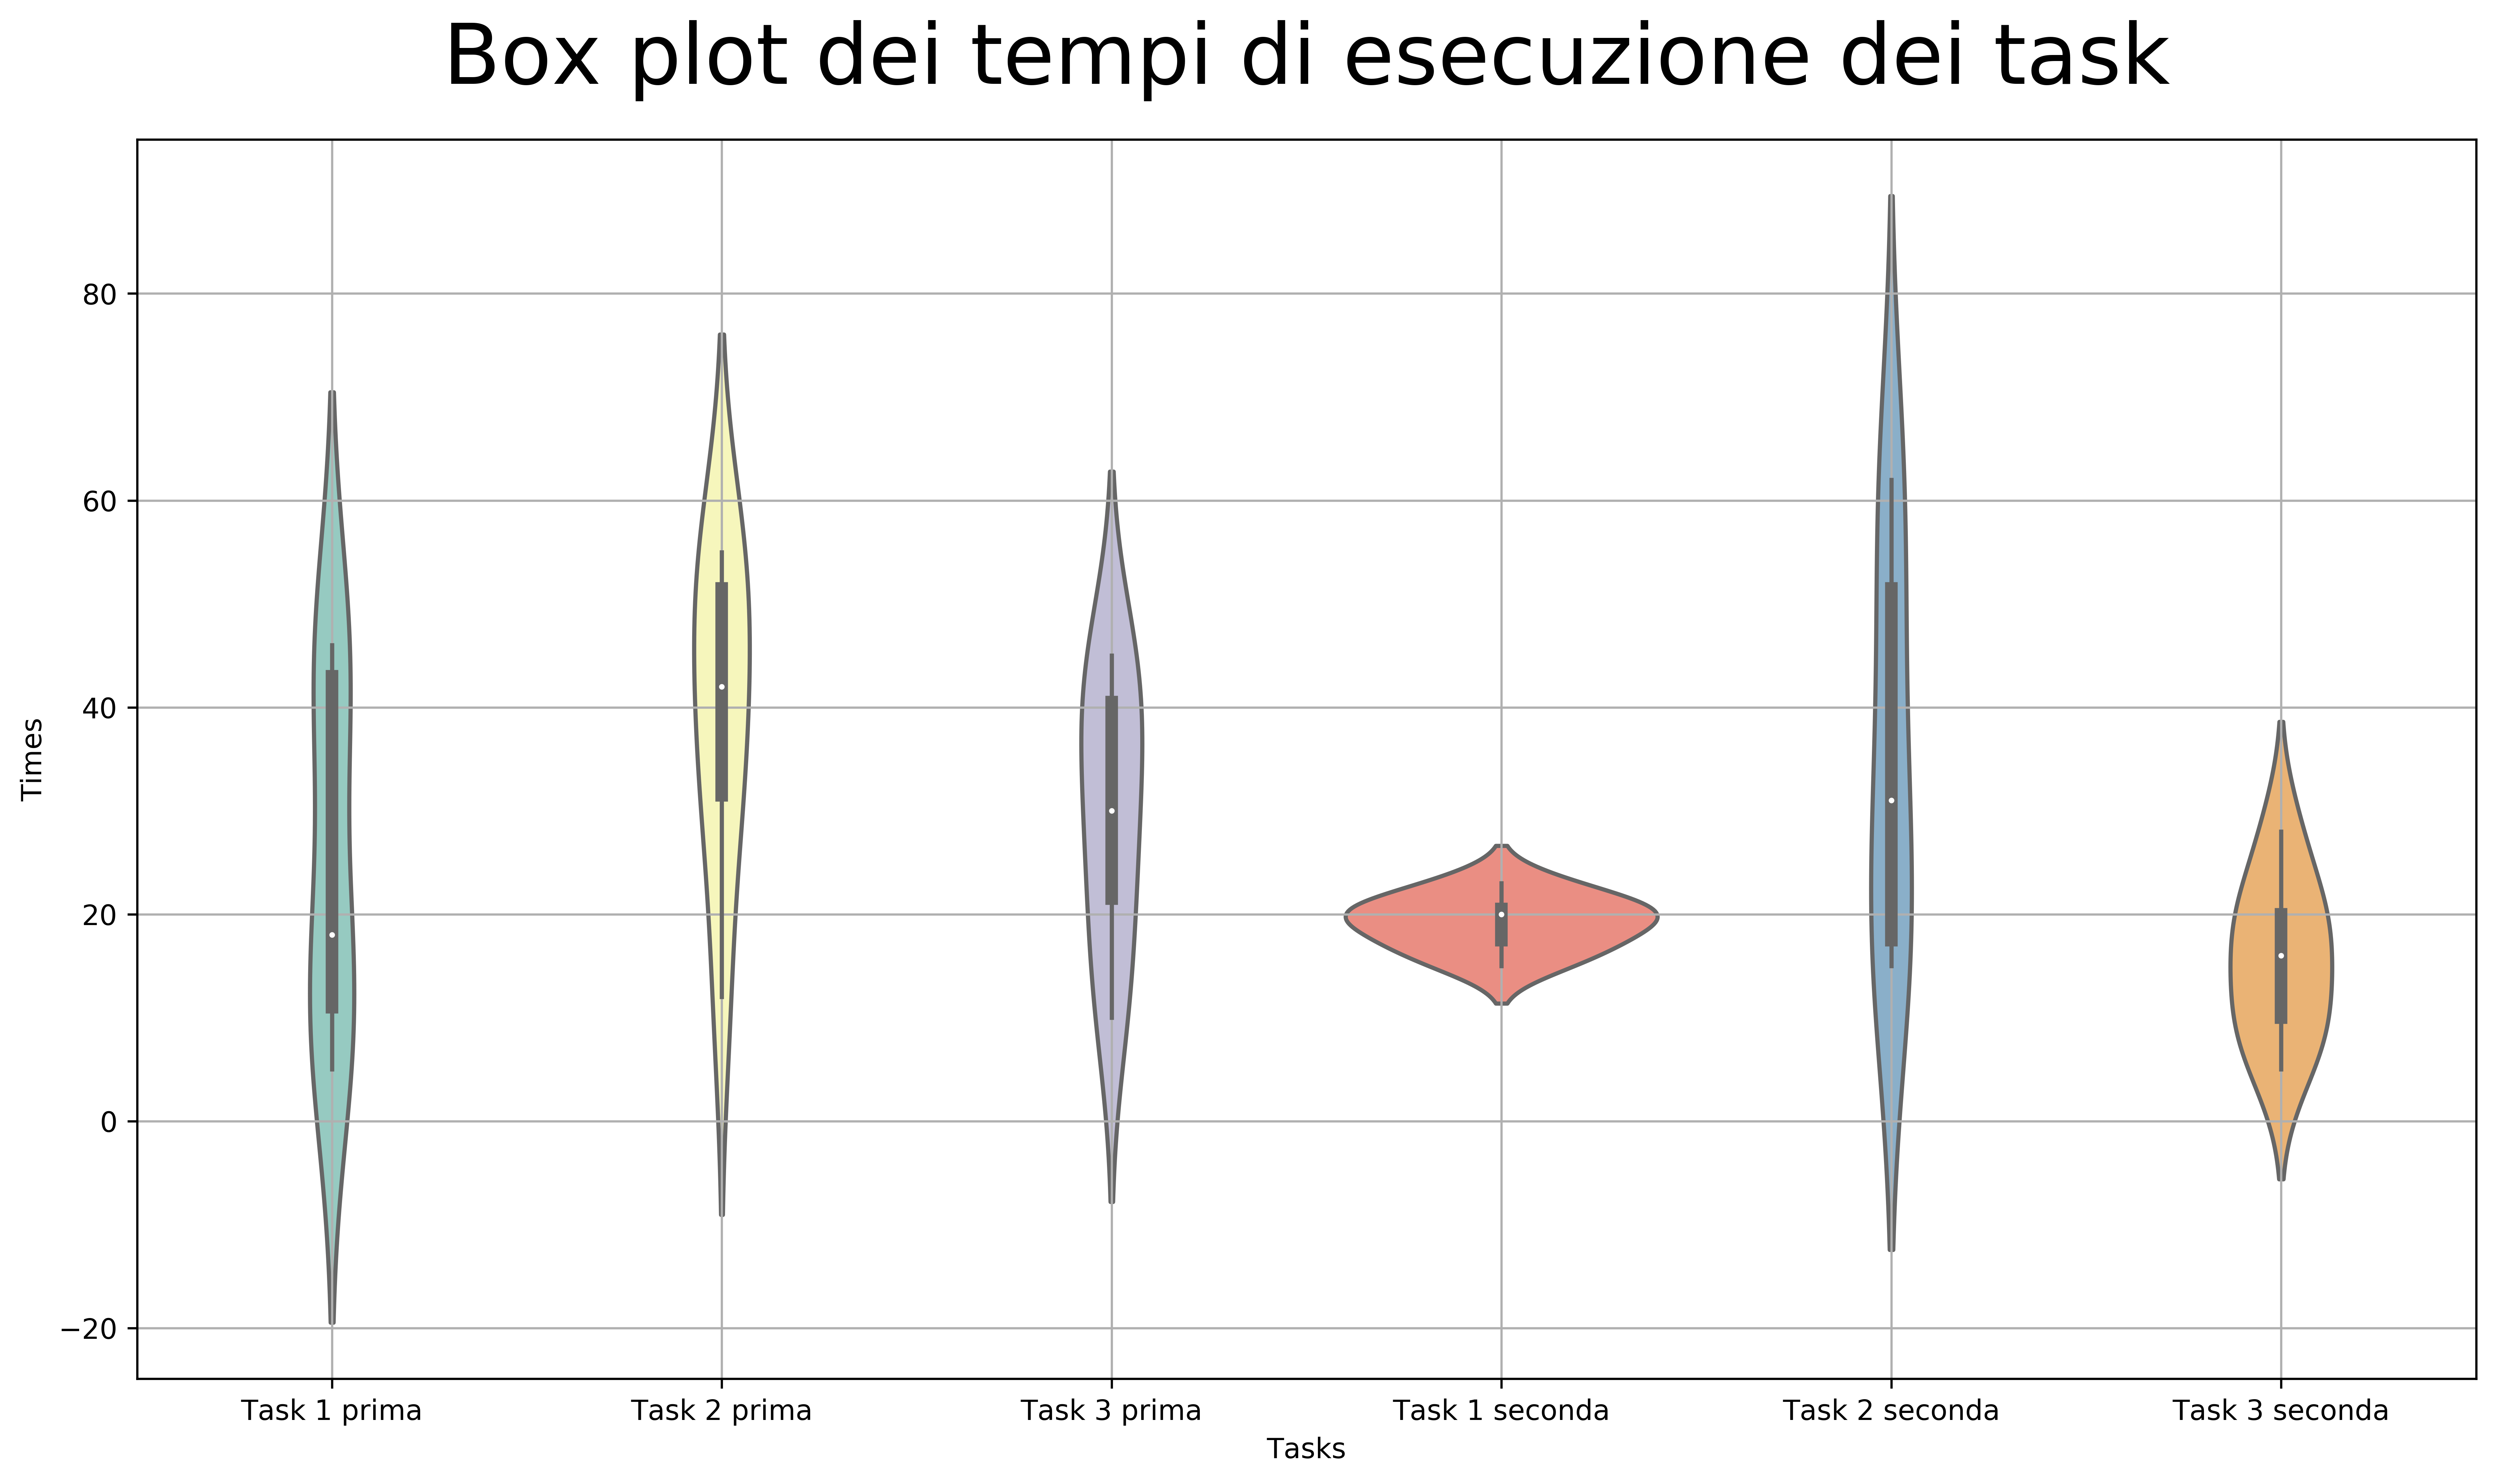 Box plot dei tempi di esecuzione dei task
80
60
40
20
0
−20
Times
Task 1 prima
Task 2 prima
Task 3 prima
Task 1 seconda
Task 2 seconda
Task 3 seconda
Tasks